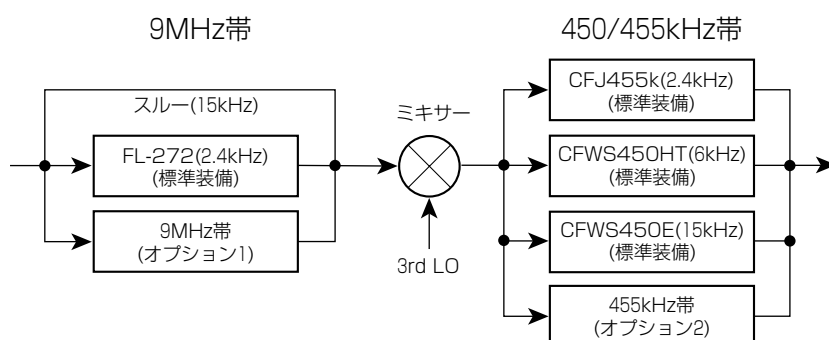 9MHz帯
450/455kHz帯
スルー(15kHz)
FL-272(2.4kHz)
(標準装備)
9MHz帯
(オプション1)
ミキサー
3rd LO
CFJ455k(2.4kHz)
(標準装備)
CFWS450HT(6kHz)
(標準装備)
CFWS450E(15kHz)
(標準装備)
455kHz帯
(オプション2)